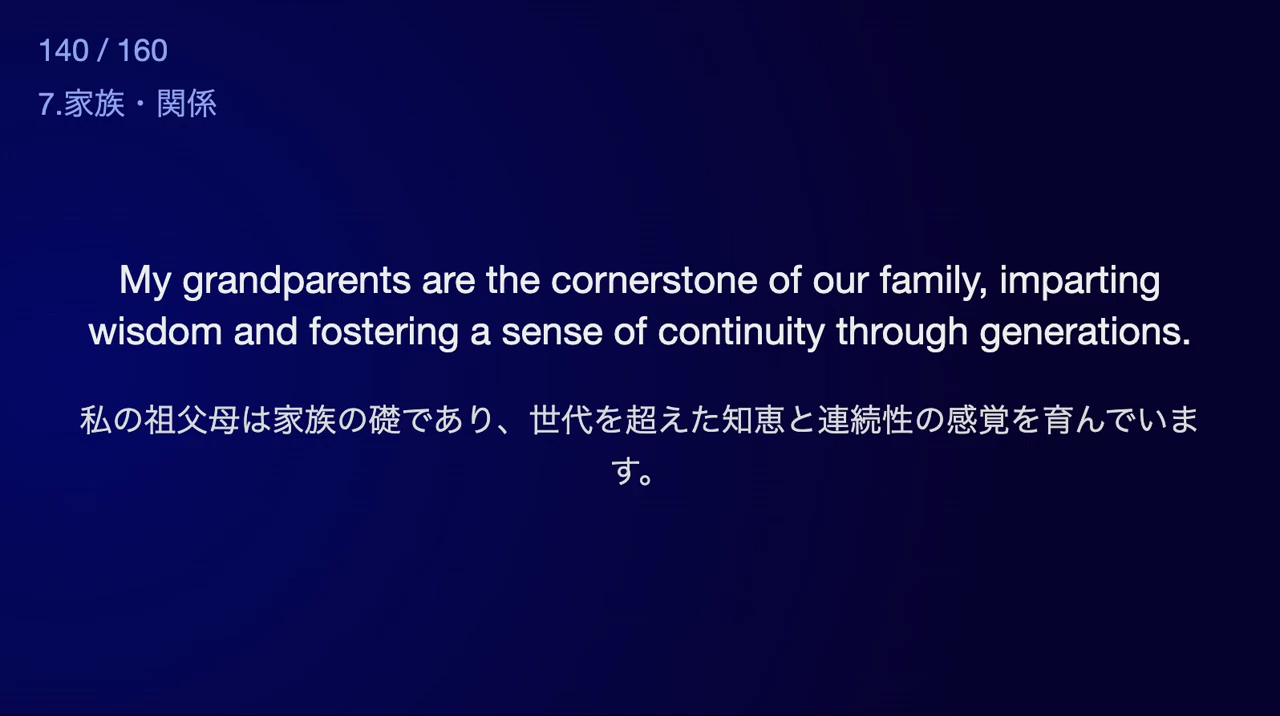 140 / 160
7.家族・関係
My grandparents are the cornerstone of our family, imparting
wisdom and fostering a sense of continuity through generations.
私の祖父母は家族の礎であり、世代を超えた知恵と連続性の感覚を育んでいま
す。